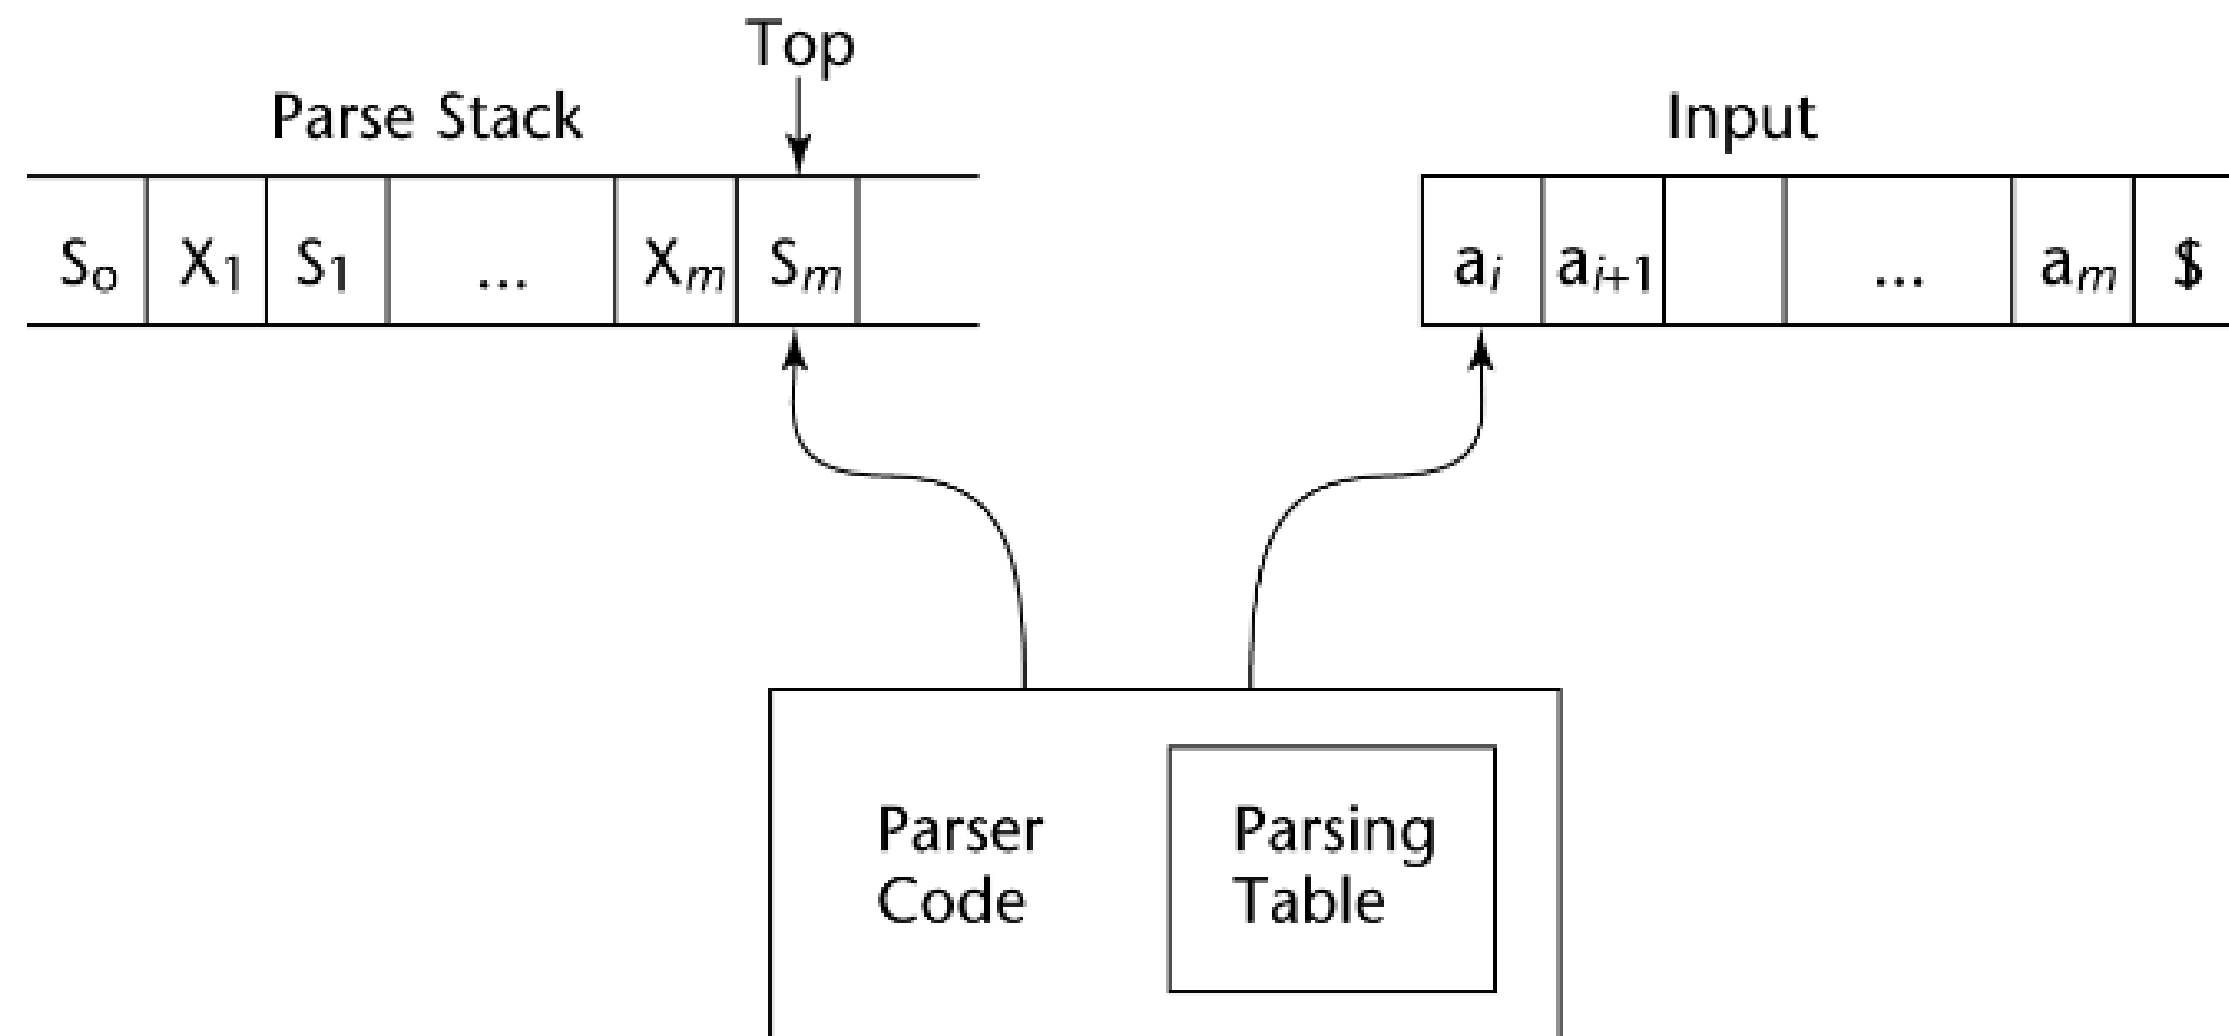 Top
Parse Stack
Input
S₀ X₁ S₁ ... Xₘ Sₘ
aᵢ aᵢ₊₁ ... aₘ $
Parser
Code
Parsing
Table